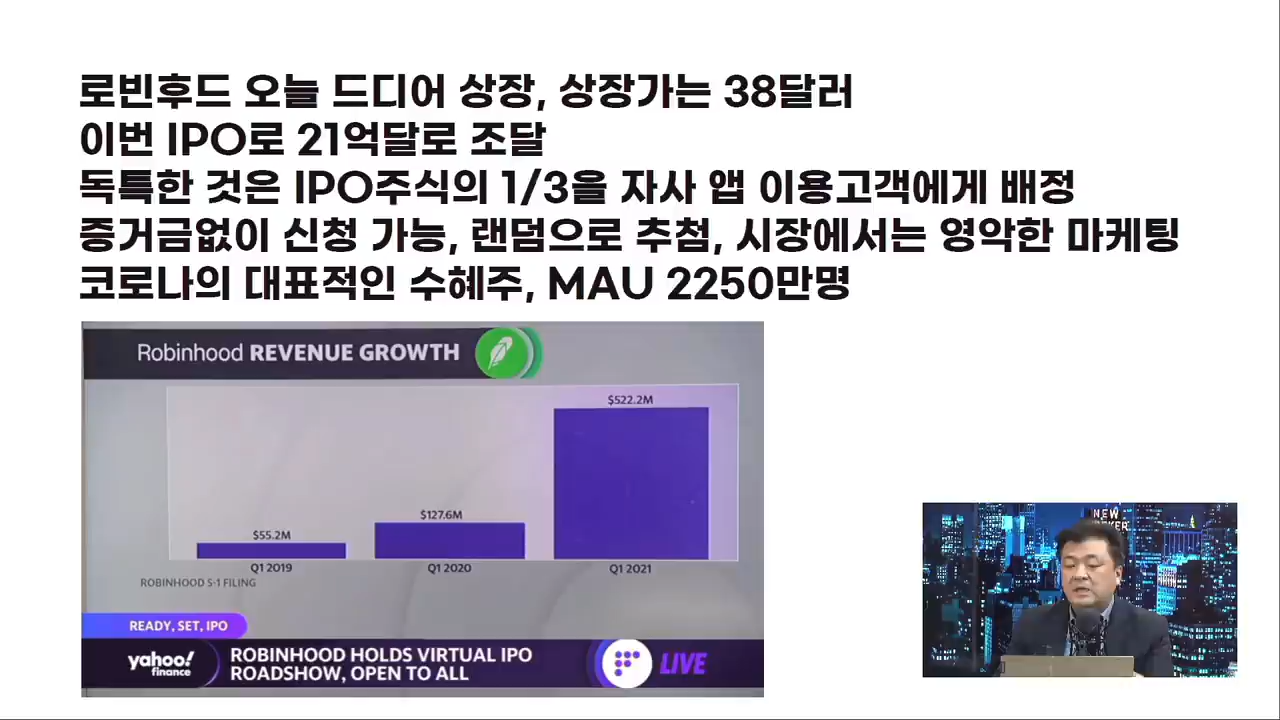 로빈후드 오늘 드디어 상장, 상장가는 38달러
이번 IPO로 21억달로 조달
독특한 것은 IPO주식의 1/3을 자사 앱 이용고객에게 배정
증거금없이 신청 가능, 랜덤으로 추첨, 시장에서는 영악한 마케팅
코로나의 대표적인 수혜주, MAU 2250만명
Robinhood REVENUE GROWTH
$522.2M
$127.6M
$55.2M
Q1 2019 Q1 2020 Q1 2021
ROBINHOOD S-1 FILING
READY, SET, IPO
yahoo! finance
ROBINHOOD HOLDS VIRTUAL IPO
ROADSHOW, OPEN TO ALL
LIVE
NEW